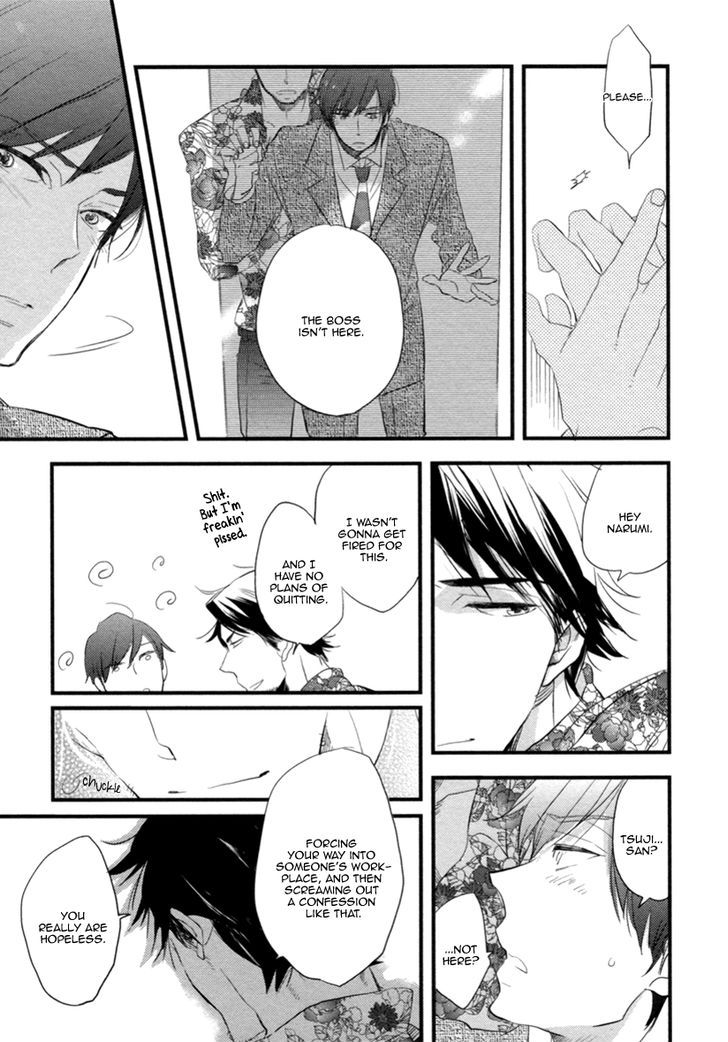 PLEASE...
THE BOSS
ISN'T HERE.
HEY
NARUMI.
I WASN'T
GONNA GET
FIRED FOR
THIS.
AND I
HAVE NO
PLANS OF
QUITTING.
Shit.
But I'm
freakin'
pissed.
TSUJI...
SAN?
...NOT
HERE?
chuckle
FORCING
YOUR WAY INTO
SOMEONE'S WORK-
PLACE, AND THEN
SCREAMING OUT
A CONFESSION
LIKE THAT.
YOU
REALLY ARE
HOPELESS.